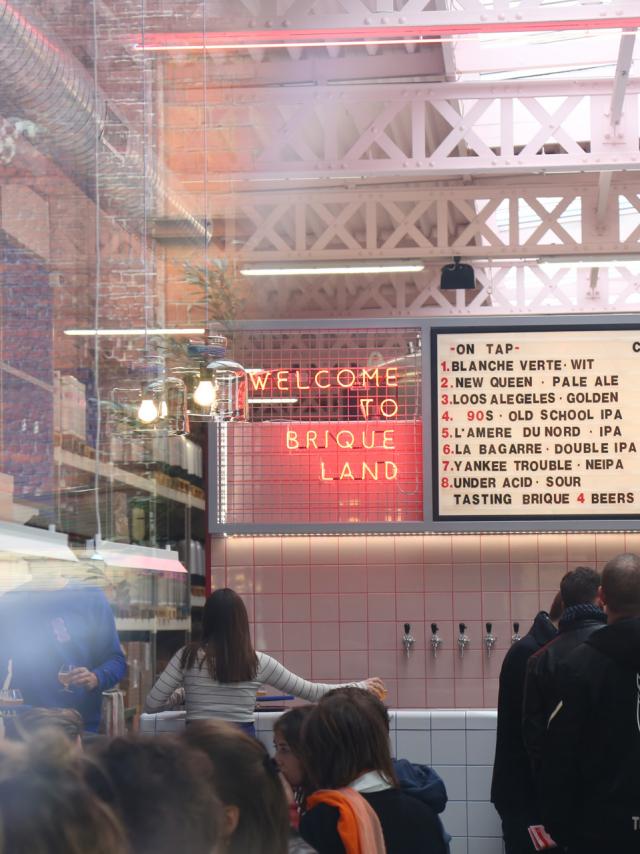 WELCOME
TO
BRIQUE
LAND
-ON TAP-
1.BLANCHE VERTE· WIT
2.NEW QUEEN · PALE ALE
3.LOOS ALEGELES · GOLDEN
4. 90S · OLD SCHOOL IPA
5.L'AMERE DU NORD · IPA
6.LA BAGARRE · DOUBLE IPA
7.YANKEE TROUBLE · NEIPA
8.UNDER ACID · SOUR
TASTING BRIQUE 4 BEERS